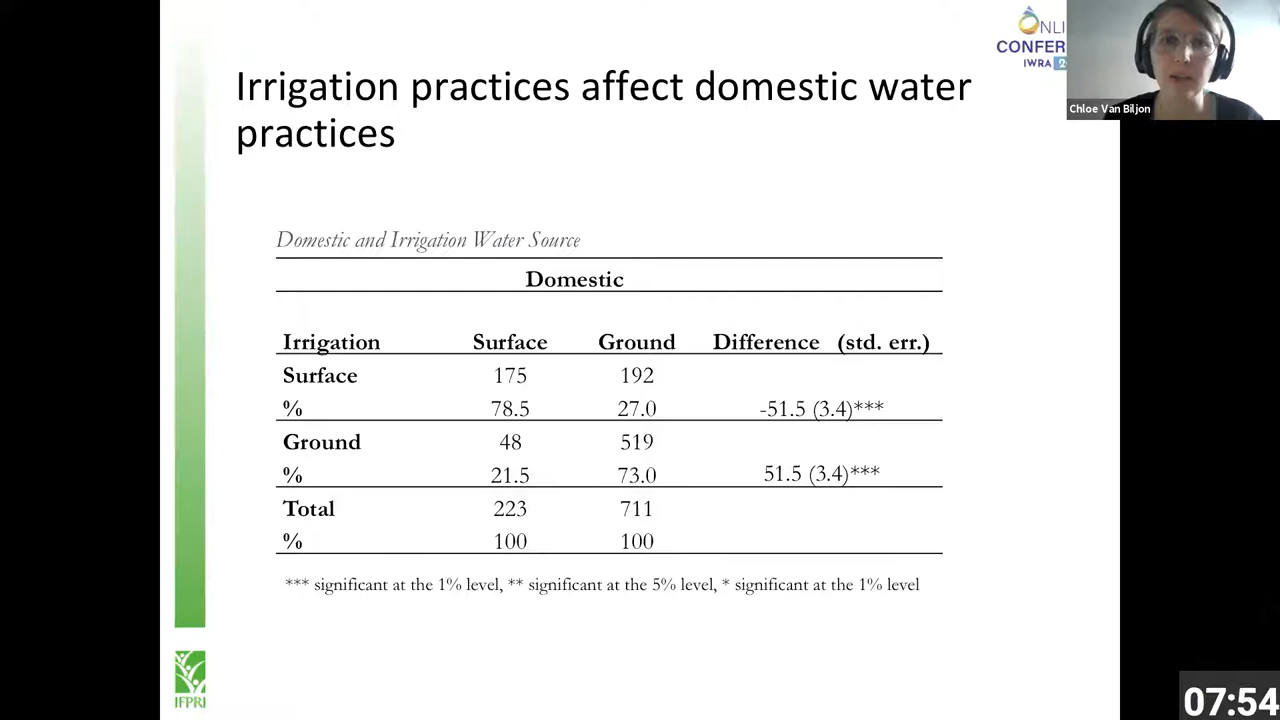 ONLI
CONFER
IWRA 2
Chloe Van Biljon
Irrigation practices affect domestic water
practices
Domestic and Irrigation Water Source
Domestic
Irrigation Surface Ground Difference (std. err.)
Surface 175 192
% 78.5 27.0 -51.5 (3.4)***
Ground 48 519
% 21.5 73.0 51.5 (3.4)***
Total 223 711
% 100 100
*** significant at the 1% level, ** significant at the 5% level, * significant at the 1% level
IFPRI
07:54